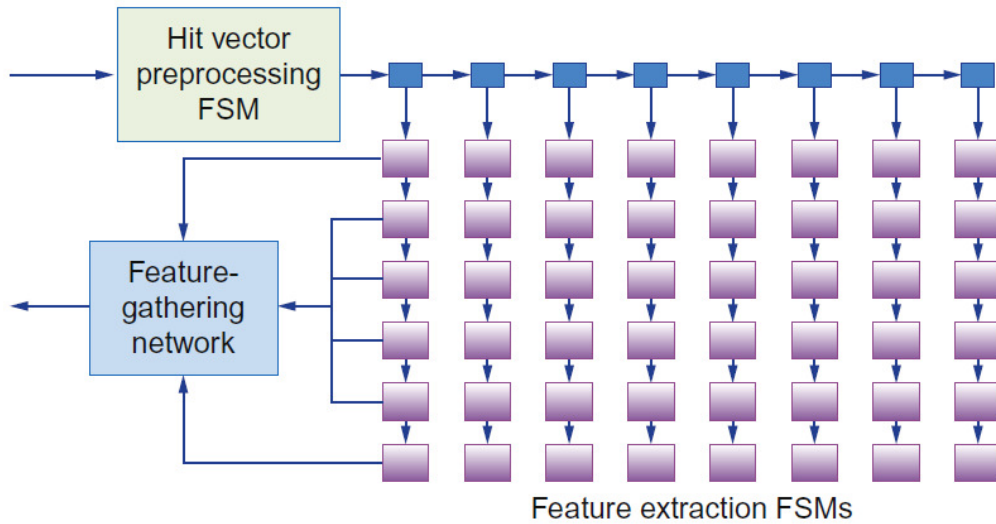 Hit vector
preprocessing
FSM
Feature-
gathering
network
Feature extraction FSMs